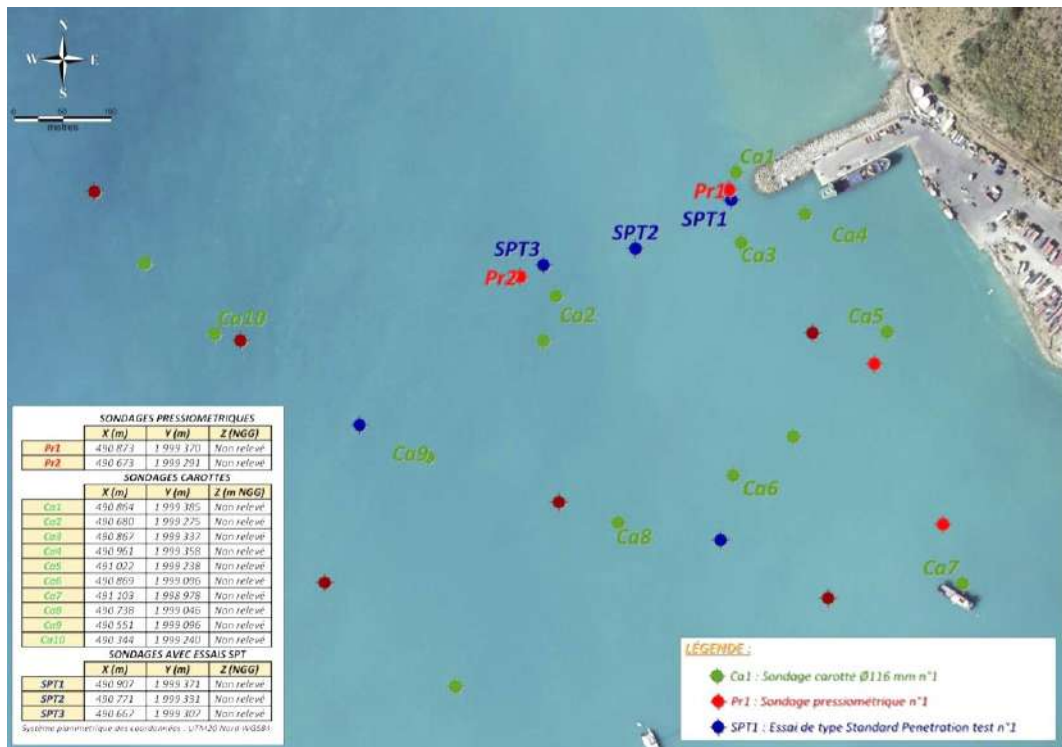 N
W E
S
0 50 100
metres
Ca1
Pr1
SPT1
Ca4
SPT2
Ca3
SPT3
Pr2
Ca10
Ca2
Ca5
Ca9
Ca6
Ca8
Ca7
SONDAGES PRESSIOMETRIQUES
X (m) Y (m) Z (NGG)
Pr1 490 873 1 999 370 Non relevé
Pr2 490 673 1 999 291 Non relevé
SONDAGES CAROTTES
X (m) Y (m) Z (m NGG)
Ca1 490 864 1 999 385 Non relevé
Ca2 490 680 1 999 275 Non relevé
Ca3 490 867 1 999 337 Non relevé
Ca4 490 961 1 999 358 Non relevé
Ca5 491 022 1 999 238 Non relevé
Ca6 490 869 1 999 096 Non relevé
Ca7 491 103 1 998 978 Non relevé
Ca8 490 738 1 999 046 Non relevé
Ca9 490 551 1 999 096 Non relevé
Ca10 490 344 1 999 240 Non relevé
SONDAGES AVEC ESSAIS SPT
X (m) Y (m) Z (NGG)
SPT1 490 907 1 999 371 Non relevé
SPT2 490 771 1 999 331 Non relevé
SPT3 490 667 1 999 307 Non relevé
Système planimétrique des coordonnées : UTM20 Nord
LÉGENDE :
Ca1 : Sondage carotté Ø116 mm n°1
Pr1 : Sondage pressiométrique n°1
SPT1 : Essai de type Standard Penetration test n°1